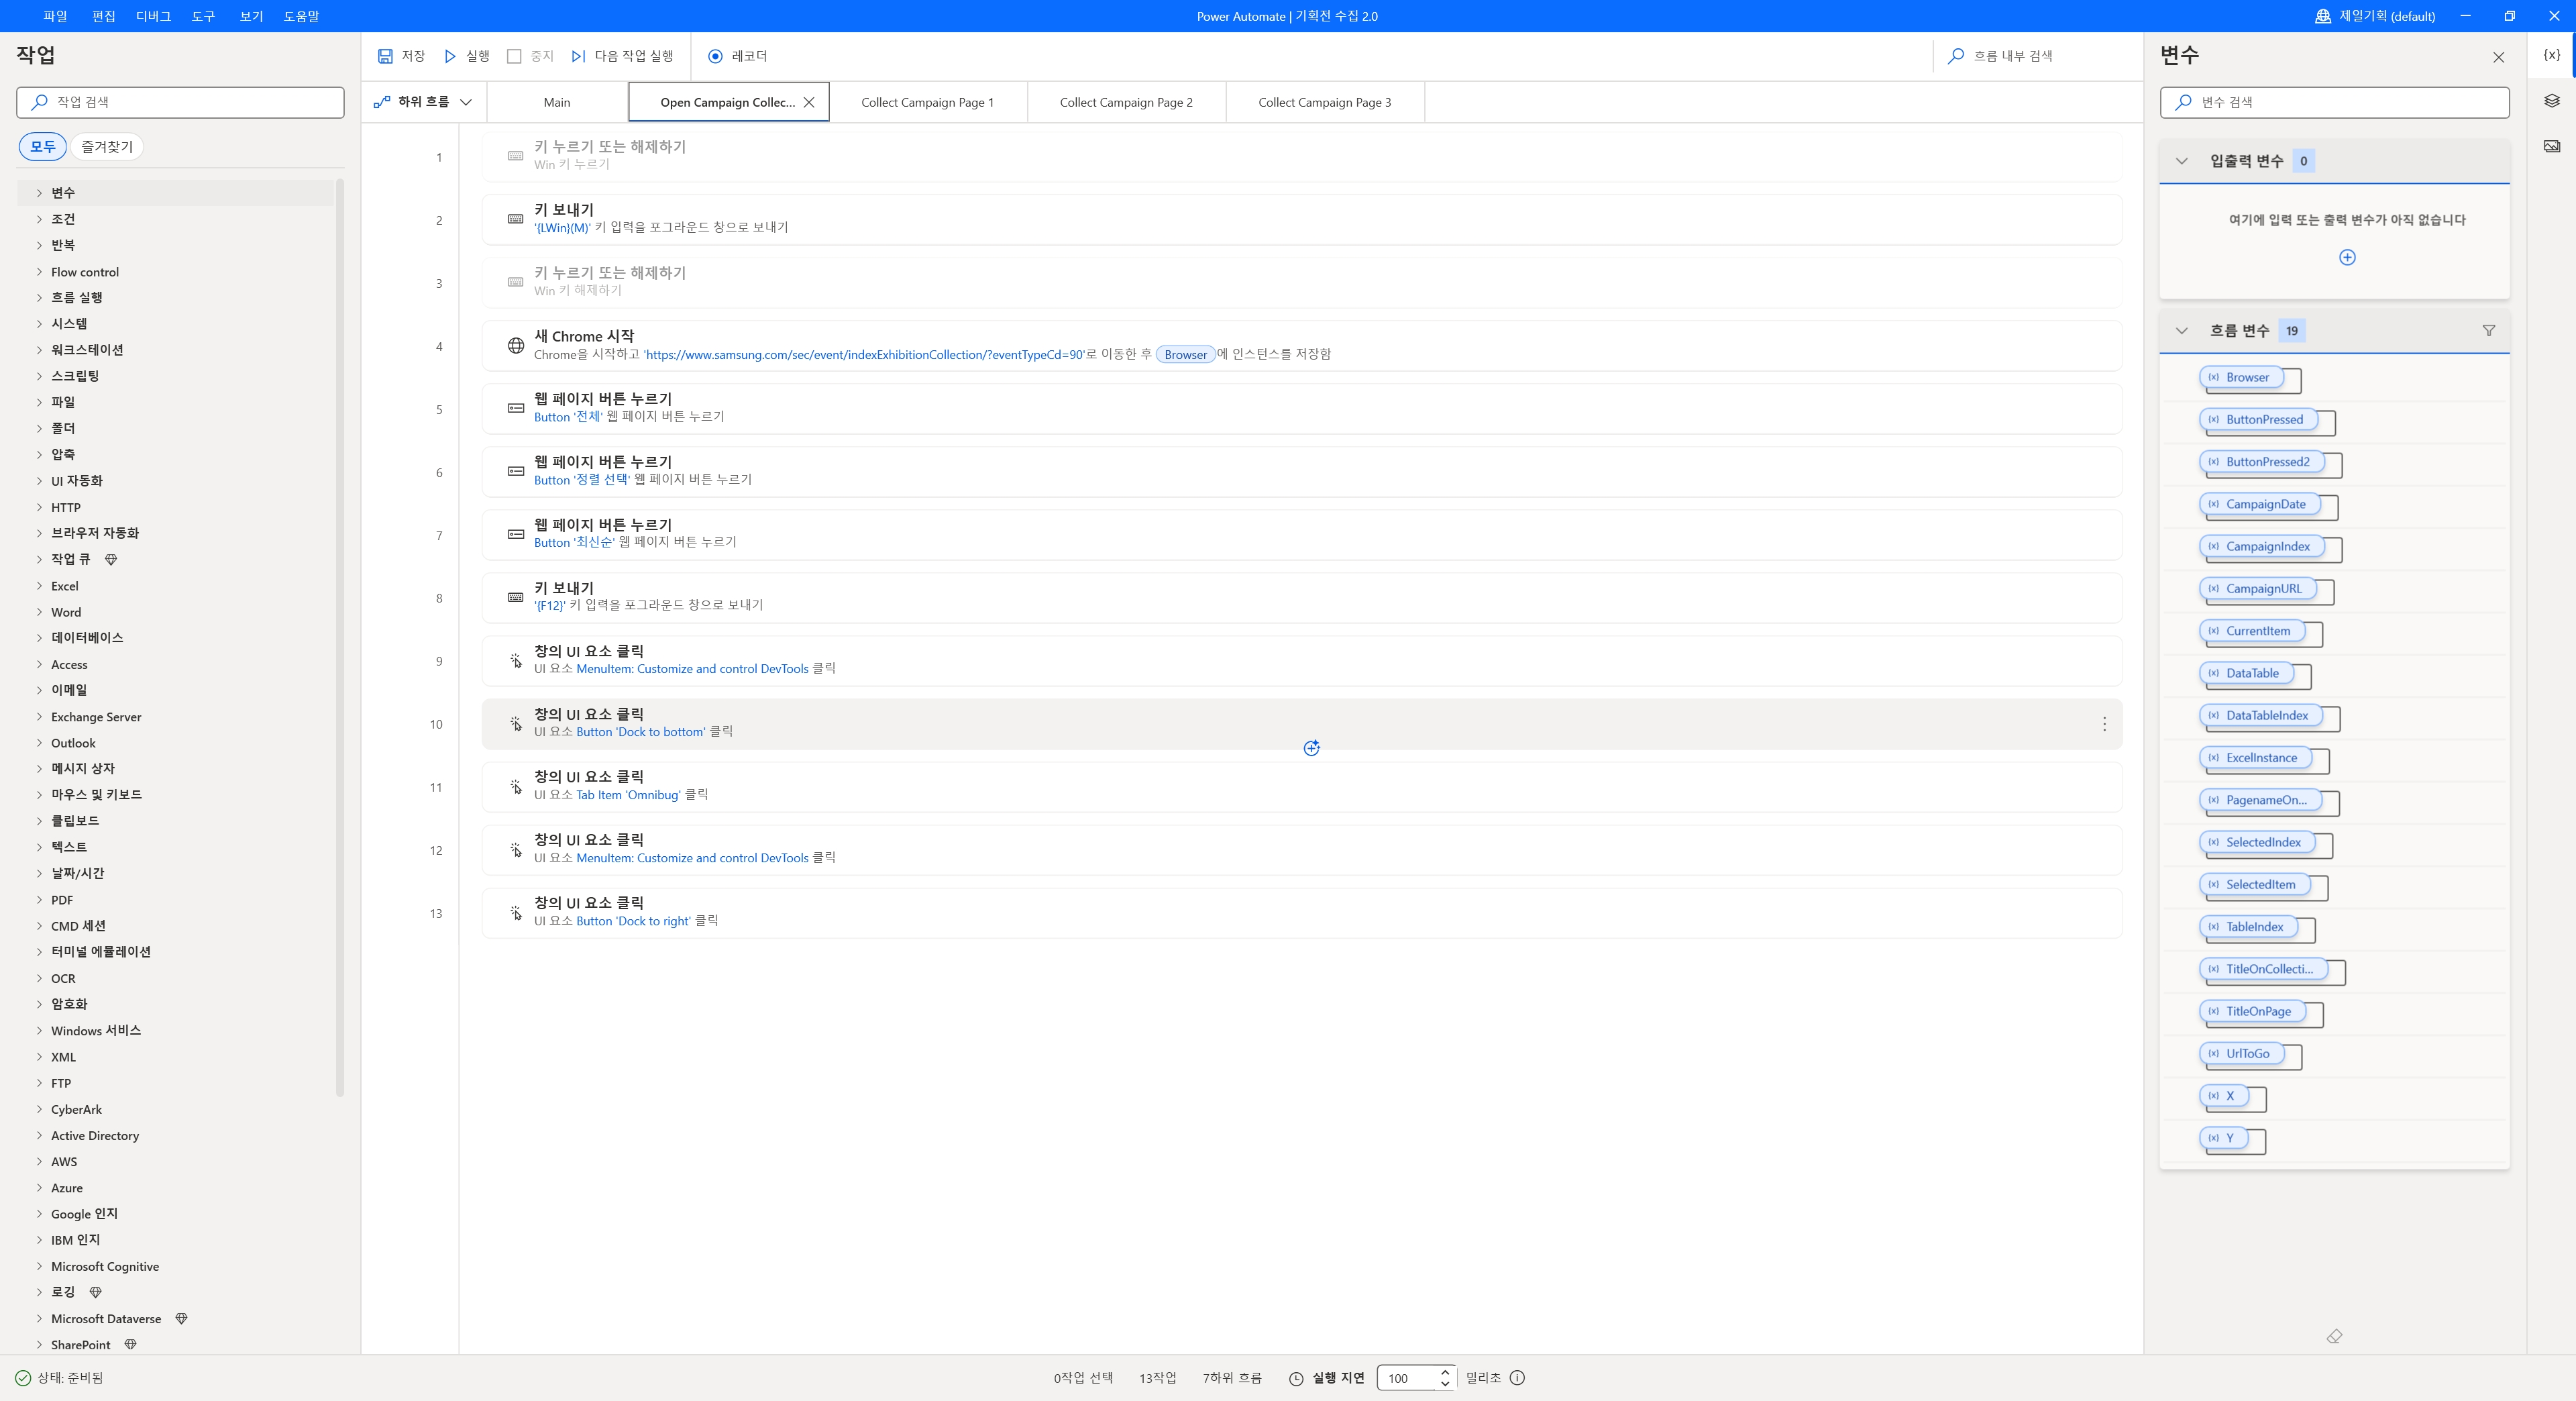 파일 편집 디버그 도구 보기 도움말
Power Automate | 기획전 수집 2.0
제일기획 (default)
작업
작업 검색
모두 즐겨찾기
변수
조건
반복
Flow control
흐름 실행
시스템
워크스테이션
스크립팅
파일
폴더
압축
UI 자동화
HTTP
브라우저 자동화
작업 큐
Excel
Word
데이터베이스
Access
이메일
Exchange Server
Outlook
메시지 상자
마우스 및 키보드
클립보드
텍스트
날짜/시간
PDF
CMD 세션
터미널 에뮬레이션
OCR
암호화
Windows 서비스
XML
FTP
CyberArk
Active Directory
AWS
Azure
Google 인지
IBM 인지
Microsoft Cognitive
로깅
Microsoft Dataverse
SharePoint
저장 실행 중지 다음 작업 실행 레코더
흐름 내부 검색
하위 흐름 Main Open Campaign Collec... Collect Campaign Page 1 Collect Campaign Page 2 Collect Campaign Page 3
1
키 누르기 또는 해제하기
Win 키 누르기
2
키 보내기
'{LWin}(M)' 키 입력을 포그라운드 창으로 보내기
3
키 누르기 또는 해제하기
Win 키 해제하기
4
새 Chrome 시작
Chrome을 시작하고 'https://www.samsung.com/sec/event/indexExhibitionCollection/?eventTypeCd=90'로 이동한 후 Browser 에 인스턴스를 저장함
5
웹 페이지 버튼 누르기
Button '전체' 웹 페이지 버튼 누르기
6
웹 페이지 버튼 누르기
Button '정렬 선택' 웹 페이지 버튼 누르기
7
웹 페이지 버튼 누르기
Button '최신순' 웹 페이지 버튼 누르기
8
키 보내기
'{F12}' 키 입력을 포그라운드 창으로 보내기
9
창의 UI 요소 클릭
UI 요소 MenuItem: Customize and control DevTools 클릭
10
창의 UI 요소 클릭
UI 요소 Button 'Dock to bottom' 클릭
11
창의 UI 요소 클릭
UI 요소 Tab Item 'Omnibug' 클릭
12
창의 UI 요소 클릭
UI 요소 MenuItem: Customize and control DevTools 클릭
13
창의 UI 요소 클릭
UI 요소 Button 'Dock to right' 클릭
변수
{x}
변수 검색
입출력 변수 0
여기에 입력 또는 출력 변수가 아직 없습니다
흐름 변수 19
{x} Browser
{x} ButtonPressed
{x} ButtonPressed2
{x} CampaignDate
{x} CampaignIndex
{x} CampaignURL
{x} CurrentItem
{x} DataTable
{x} DataTableIndex
{x} ExcelInstance
{x} PagenameOn...
{x} SelectedIndex
{x} SelectedItem
{x} TableIndex
{x} TitleOnCollecti...
{x} TitleOnPage
{x} UrlToGo
{x} X
{x} Y
상태: 준비됨
0작업 선택 13작업 7하위 흐름 실행 지연 100 밀리초